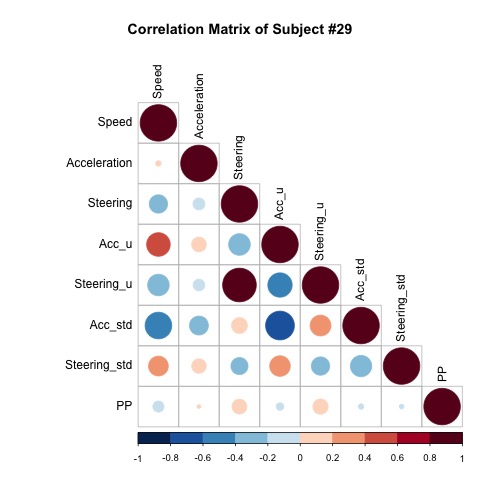 Correlation Matrix of Subject #29
Speed
Acceleration
Steering
Acc_u
Steering_u
Acc_std
Steering_std
PP
Speed
Acceleration
Steering
Acc_u
Steering_u
Acc_std
Steering_std
PP
-1 -0.8 -0.6 -0.4 -0.2 0 0.2 0.4 0.6 0.8 1